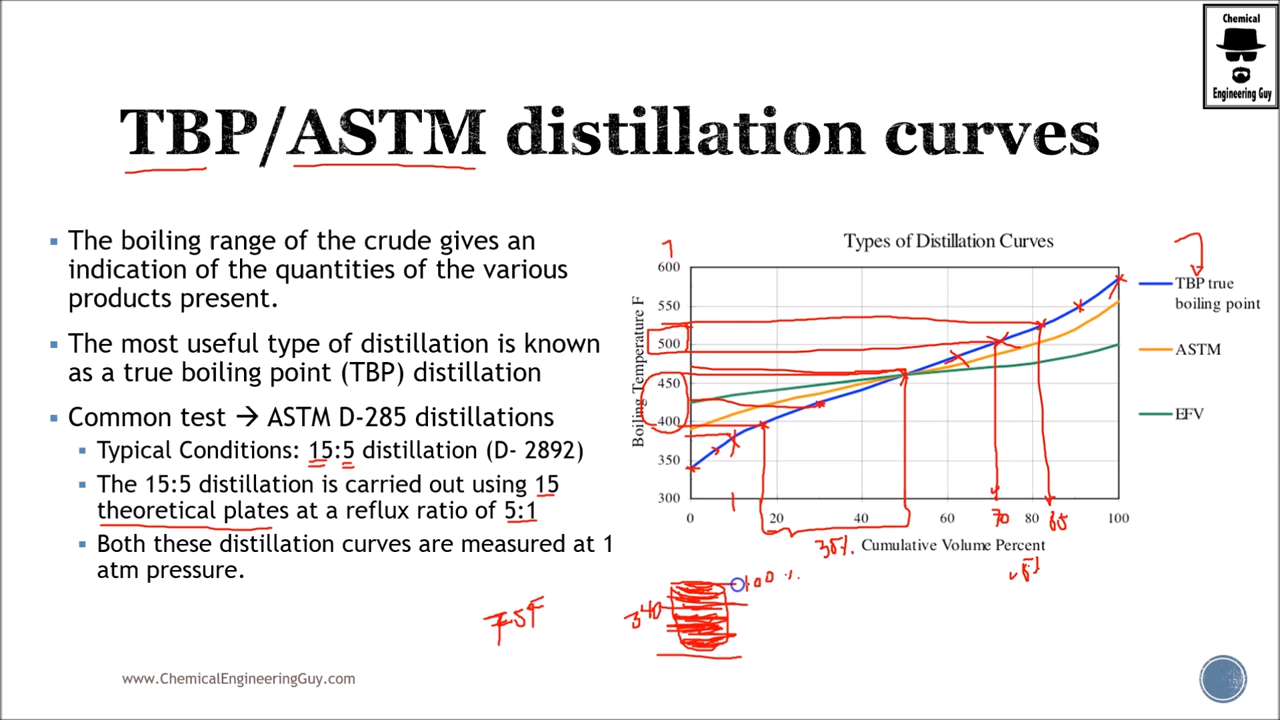 Chemical
Engineering Guy
TBP/ASTM distillation curves
▪ The boiling range of the crude gives an
indication of the quantities of the various
products present.
▪ The most useful type of distillation is known
as a true boiling point (TBP) distillation
▪ Common test → ASTM D-285 distillations
▪ Typical Conditions: 15:5 distillation (D- 2892)
▪ The 15:5 distillation is carried out using 15
theoretical plates at a reflux ratio of 5:1
▪ Both these distillation curves are measured at 1
atm pressure.
Types of Distillation Curves
Boiling Temperature F
600
550
500
450
400
350
300
0 20 40 60 80 100
70
35%
Cumulative Volume Percent
TBP true
boiling point
ASTM
EFV
340
100 %
www.ChemicalEngineeringGuy.com